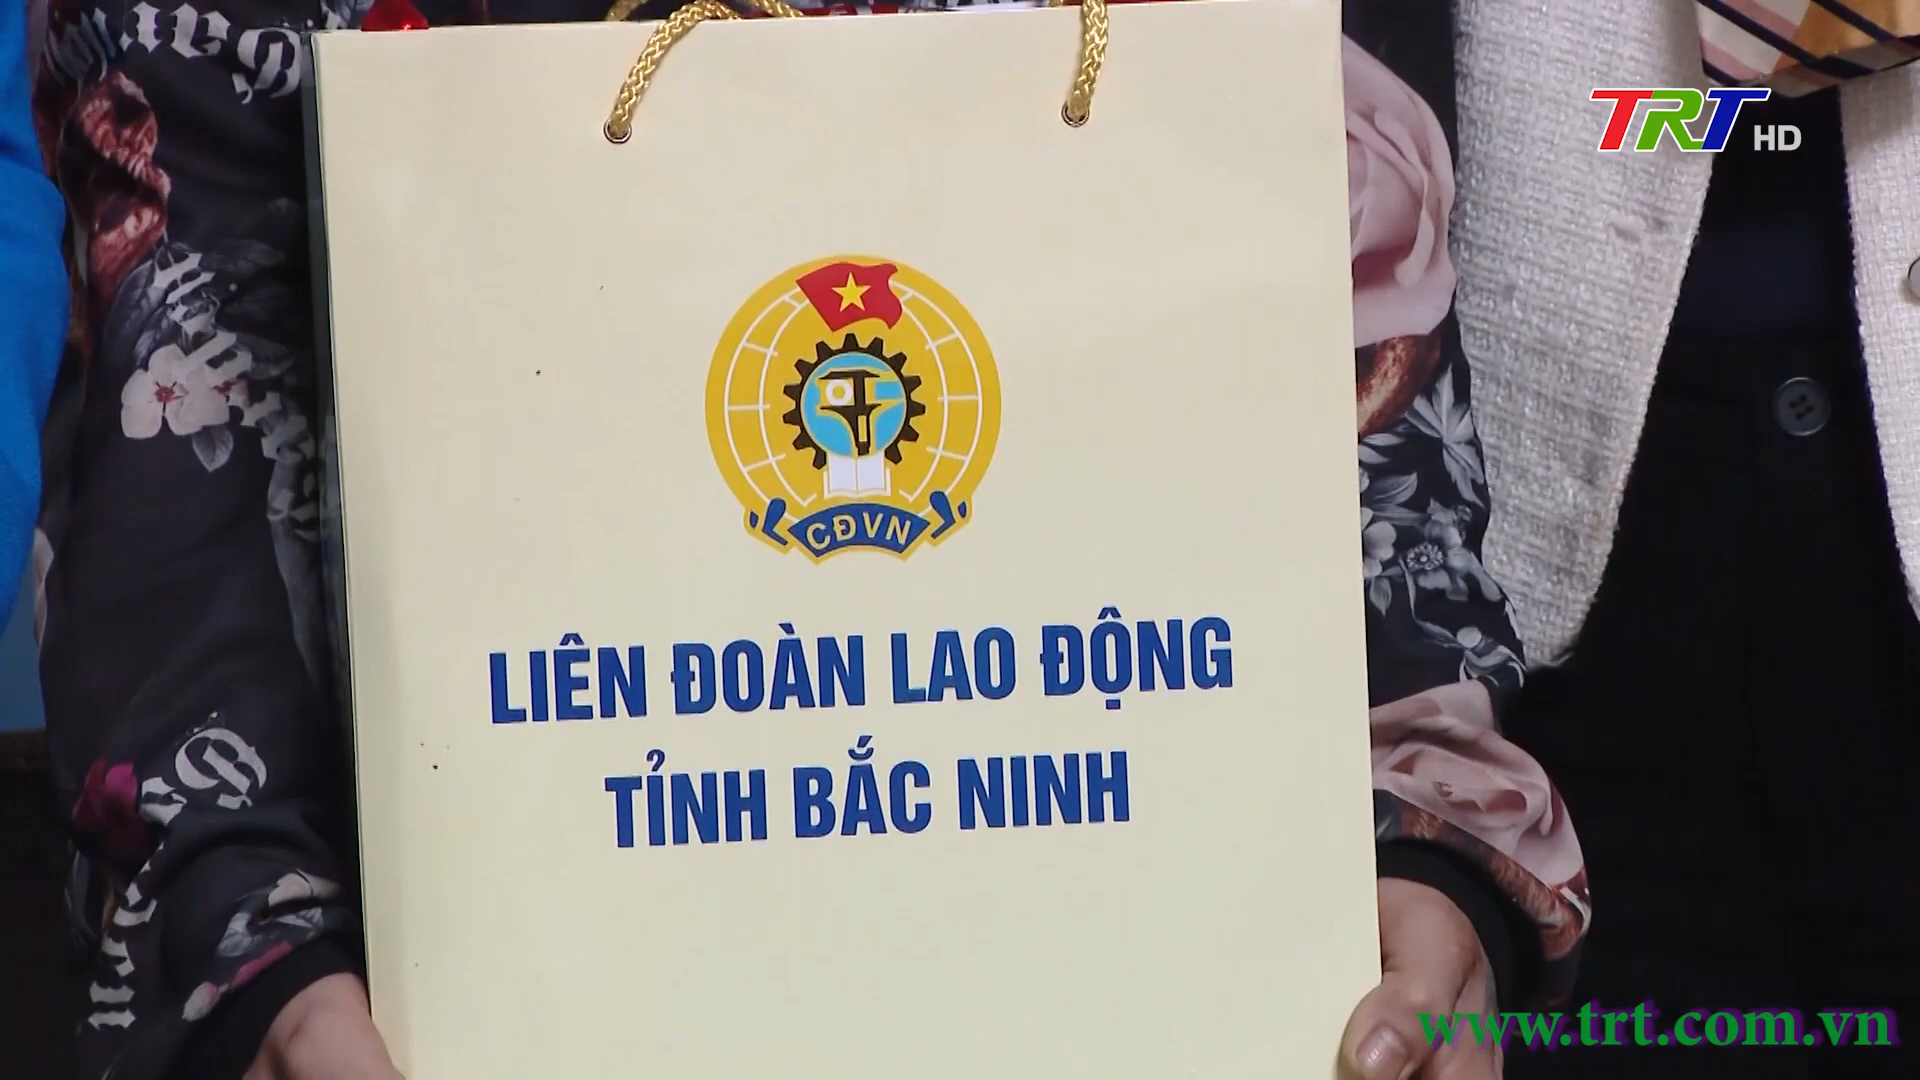 TRT HD
CĐVN
LIÊN ĐOÀN LAO ĐỘNG
TỈNH BẮC NINH
www.trt.com.vn